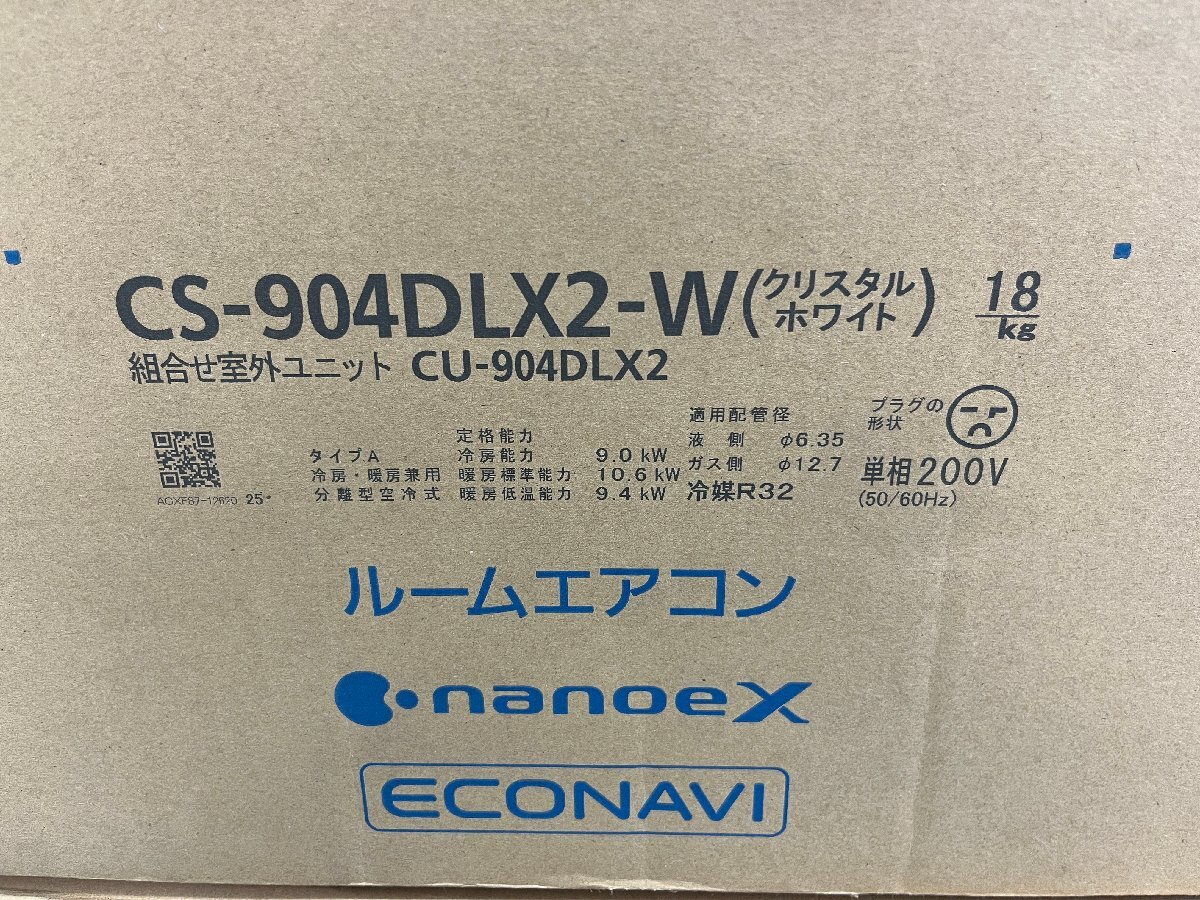 CS-904DLX2-W(クリスタルホワイト) 18kg
組合せ室外ユニット CU-904DLX2
タイプA
冷房・暖房兼用
分離型空冷式
定格能力
冷房能力 9.0 kW
暖房標準能力 10.6 kW
暖房低温能力 9.4 kW
適用配管径
液側 φ6.35
ガス側 φ12.7
冷媒R32
プラグの
形状
単相200V
(50/60Hz)
25
ルームエアコン
nanoeX
ECONAVI